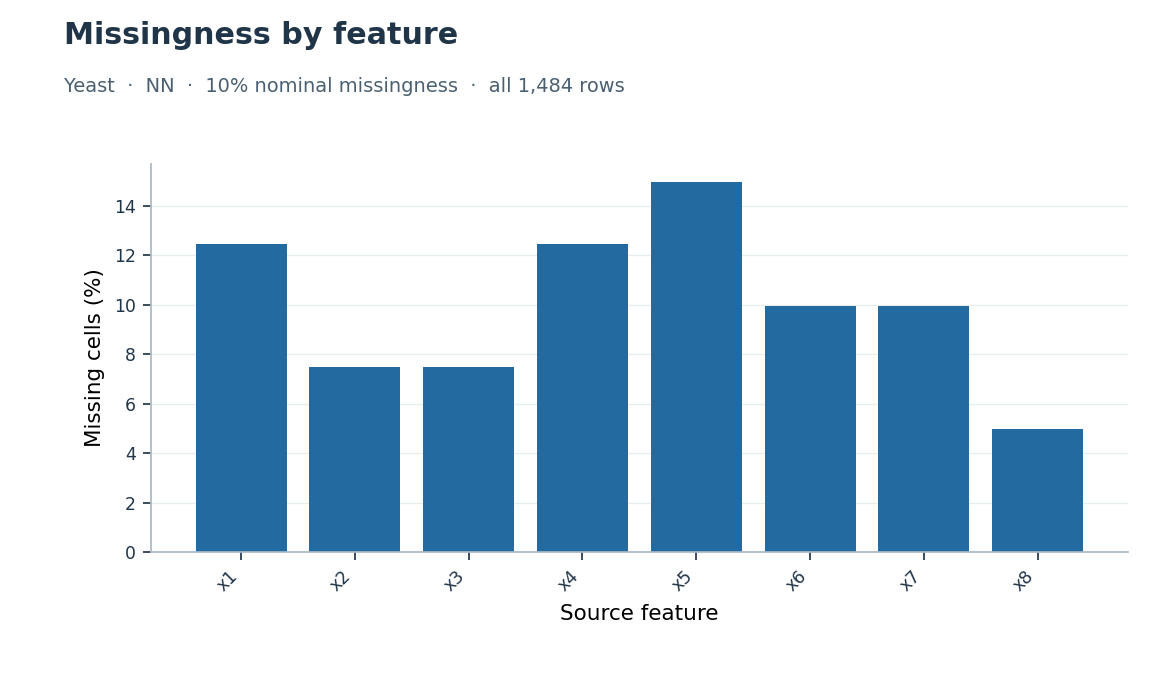 Missingness by feature
Yeast · NN · 10% nominal missingness · all 1,484 rows
Missing cells (%)
14
12
10
8
6
4
2
0
x1 x2 x3 x4 x5 x6 x7 x8
Source feature